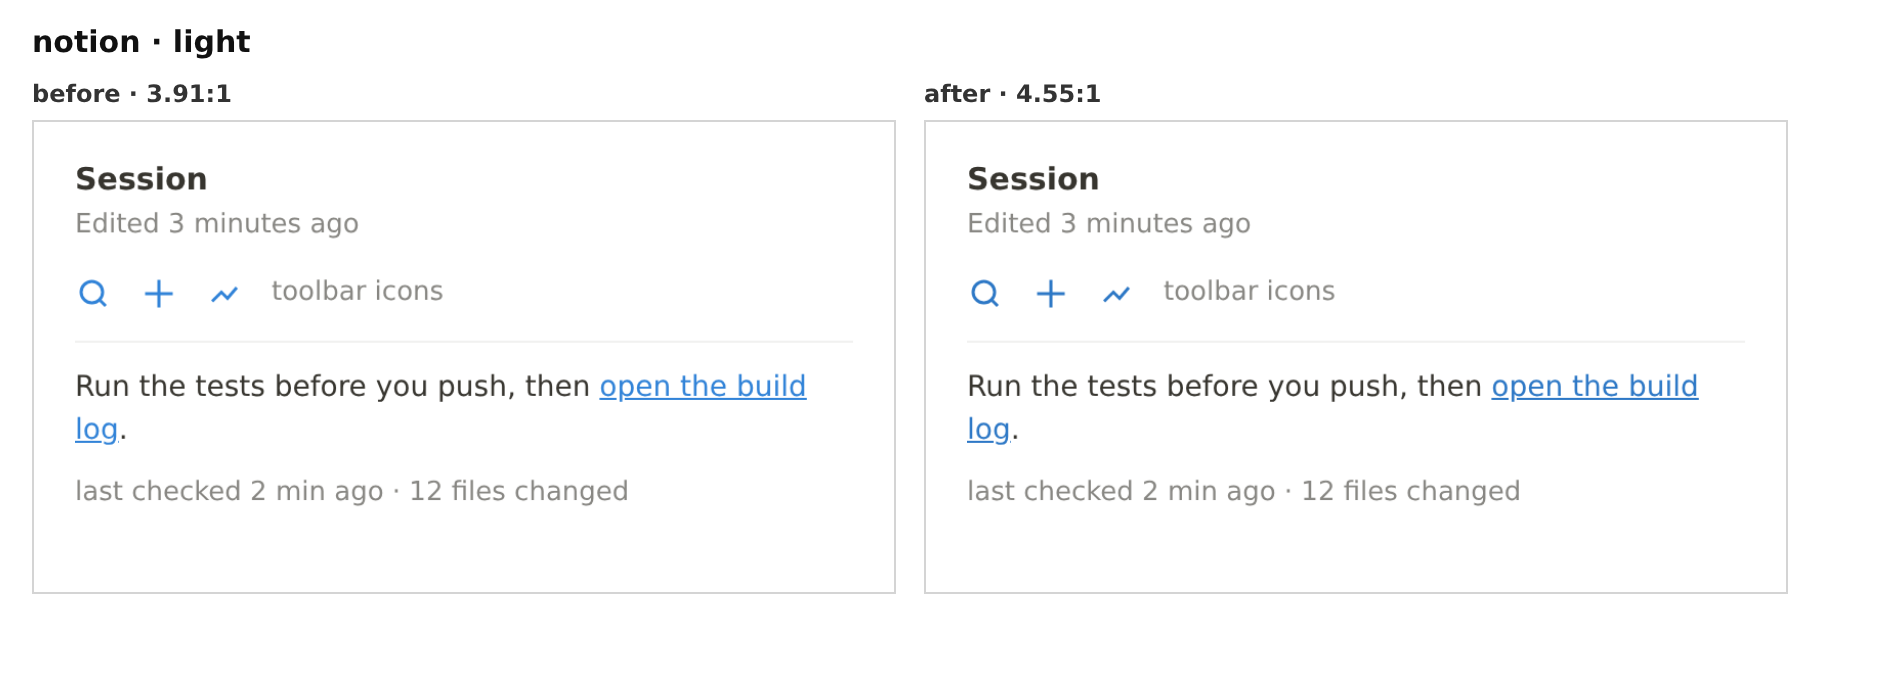 notion · light
before · 3.91:1
Session
Edited 3 minutes ago
toolbar icons
Run the tests before you push, then open the build
log.
last checked 2 min ago · 12 files changed
after · 4.55:1
Session
Edited 3 minutes ago
toolbar icons
Run the tests before you push, then open the build
log.
last checked 2 min ago · 12 files changed